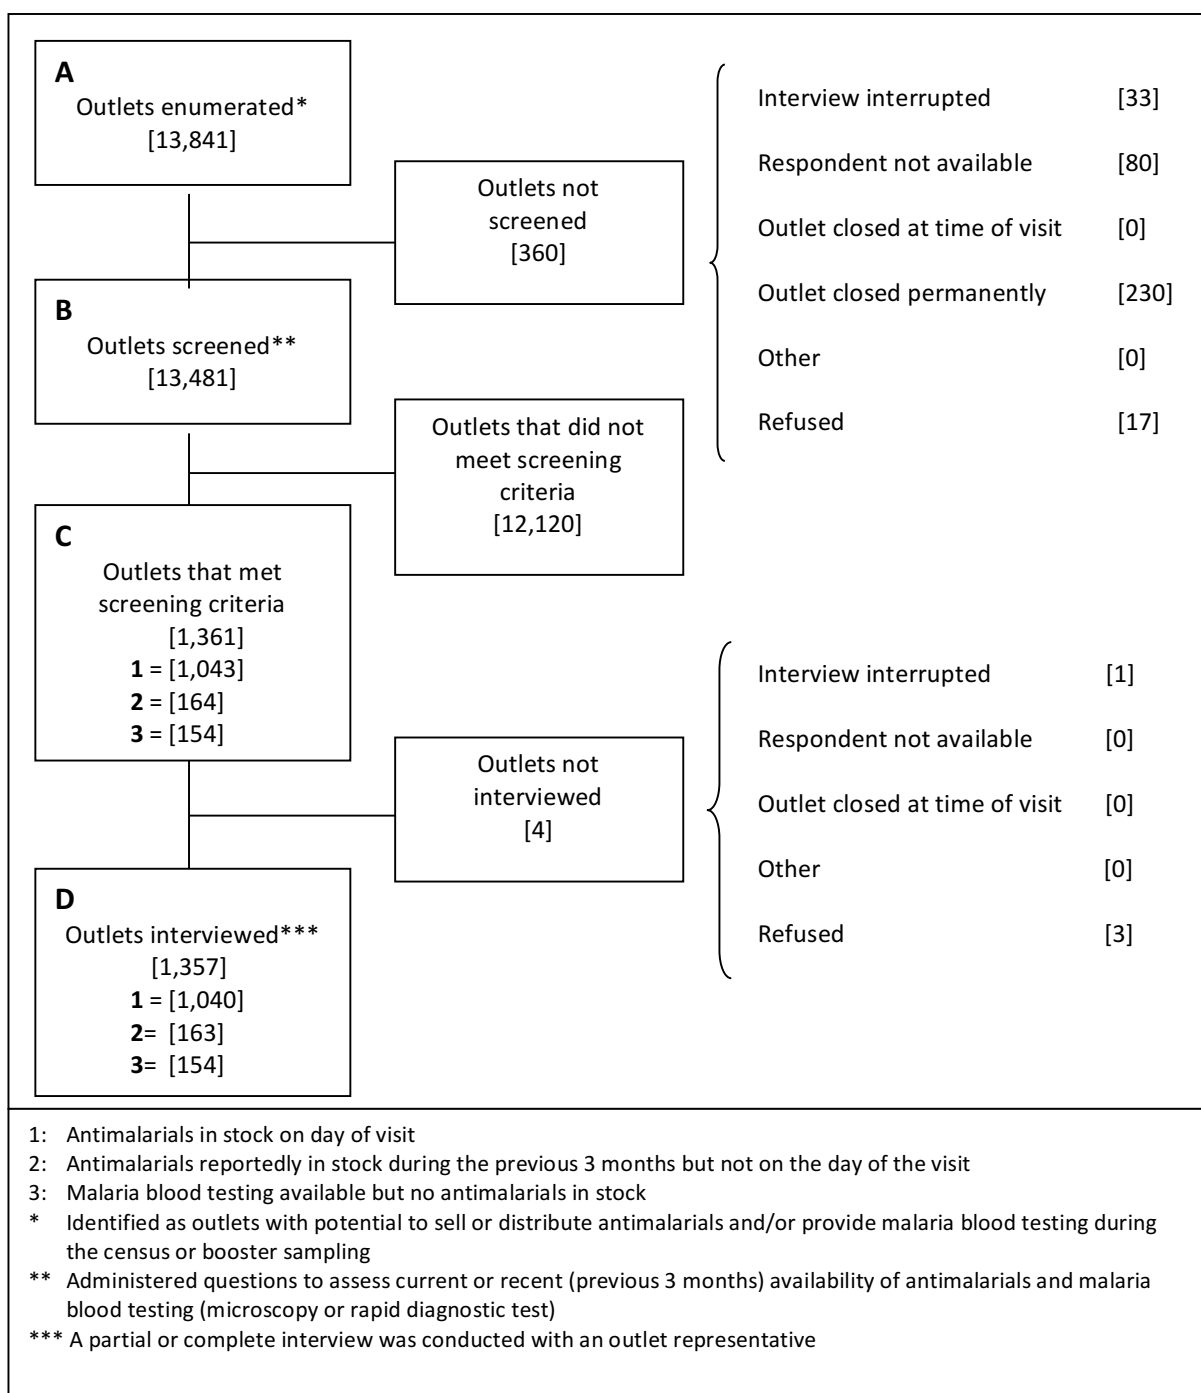 A
Outlets enumerated*
[13,841]
Outlets not
screened
[360]
Interview interrupted [33]
Respondent not available [80]
Outlet closed at time of visit [0]
Outlet closed permanently [230]
Other [0]
Refused [17]
B
Outlets screened**
[13,481]
Outlets that did not
meet screening
criteria
[12,120]
C
Outlets that met
screening criteria
[1,361]
1 = [1,043]
2 = [164]
3 = [154]
Outlets not
interviewed
[4]
Interview interrupted [1]
Respondent not available [0]
Outlet closed at time of visit [0]
Other [0]
Refused [3]
D
Outlets interviewed***
[1,357]
1 = [1,040]
2= [163]
3= [154]
1: Antimalarials in stock on day of visit
2: Antimalarials reportedly in stock during the previous 3 months but not on the day of the visit
3: Malaria blood testing available but no antimalarials in stock
* Identified as outlets with potential to sell or distribute antimalarials and/or provide malaria blood testing during
the census or booster sampling
** Administered questions to assess current or recent (previous 3 months) availability of antimalarials and malaria
blood testing (microscopy or rapid diagnostic test)
*** A partial or complete interview was conducted with an outlet representative